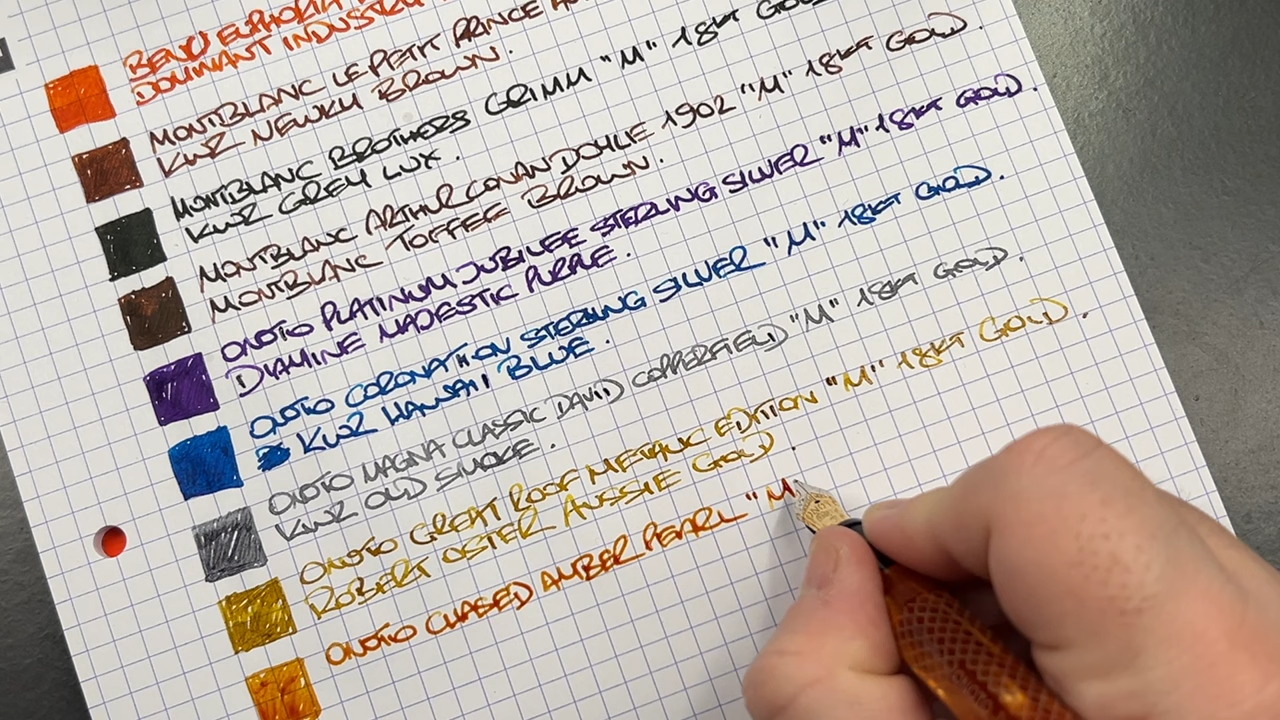 BENU EUPHORIA
DOMINANT INDUSTRY
MONTBLANC LE PETIT PRINCE
KWZ NEWKY BROWN.
MONTBLANC BROTHERS GRIMM "M" 18KT GOLD
KWZ GREY LUX.
MONTBLANC ARTHUR CONAN DOYLE 1902 "M" 18KT GOLD.
MONTBLANC TOFFEE BROWN.
ONOTO PLATINUM JUBILEE STERLING SILVER "M" 18KT GOLD.
DIAMINE MAJESTIC PURPLE.
ONOTO CORONATION STERLING SILVER "M" 18KT GOLD.
KWZ HAWAII BLUE.
ONOTO MAGNA CLASSIC DAVID COPPERFIELD "M" 18KT GOLD.
KWZ OLD SMOKE.
ONOTO GREAT ROOF METALIC EDITION "M" 18KT GOLD.
ROBERT OSTER AUSSIE GOLD.
ONOTO CHASED AMBER PEARL "M